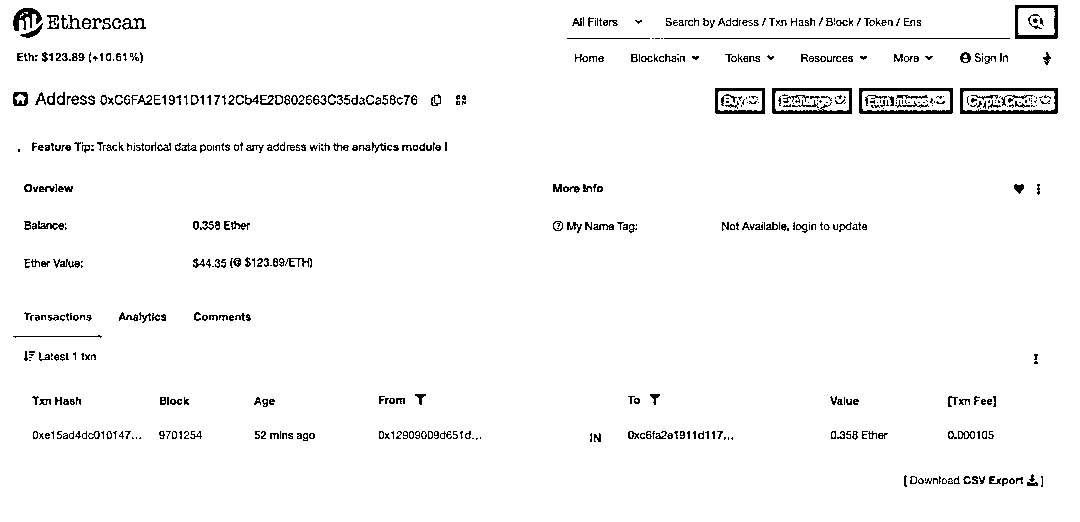 Etherscan
All Filters Search by Address / Txn Hash / Block / Token / Ens
Eth: $123.89 (+10.61%)
Home Blockchain Tokens Resources More Sign In
Address 0xC6FA2E1911D11712Cb4E2D802663C35daCa58c76
Buy Exchange Earn Interest Crypto Credit
Feature Tip: Track historical data points of any address with the analytics module !
Overview
More Info
Balance: 0.358 Ether
My Name Tag: Not Available, login to update
Ether Value: $44.35 (@ $123.89/ETH)
Transactions Analytics Comments
Latest 1 txn
Txn Hash Block Age From To Value [Txn Fee]
0xe15ad4dc010147... 9701254 52 mins ago 0x12909009d651d... IN 0xc6fa2e1911d117... 0.358 Ether 0.000105
[ Download CSV Export ]